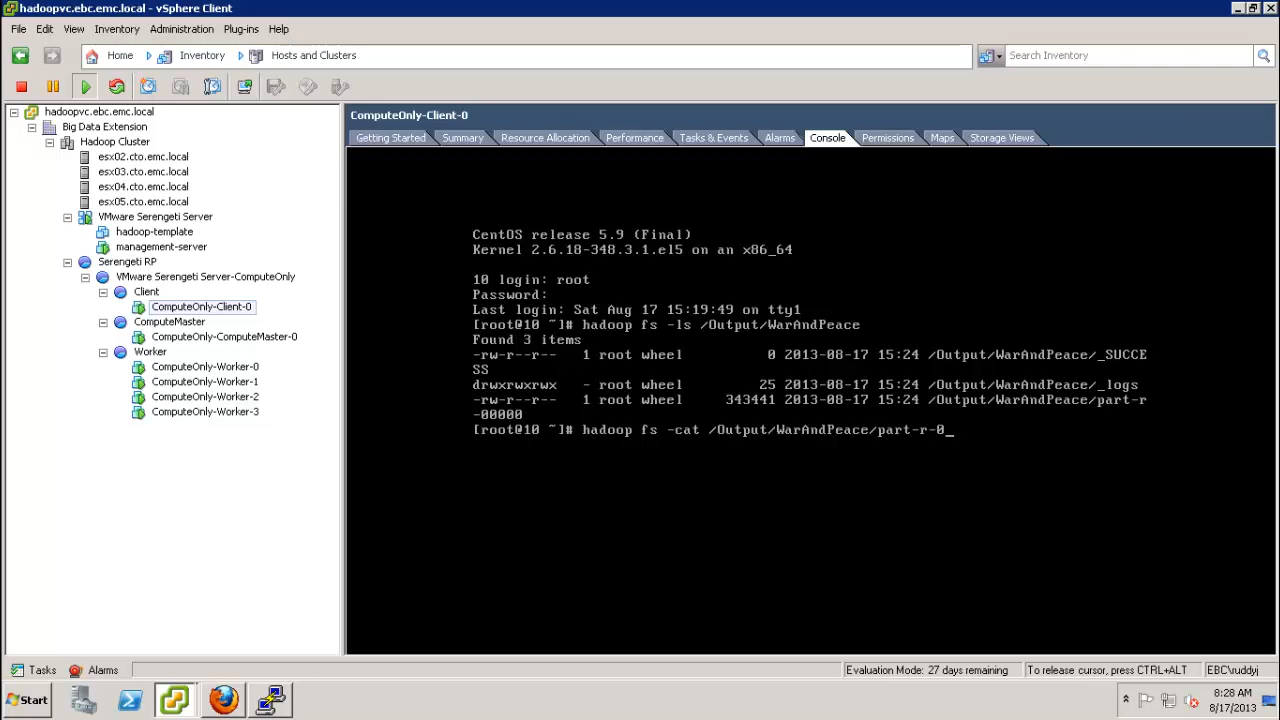 hadoopvc.ebc.emc.local - vSphere Client
File Edit View Inventory Administration Plug-ins Help
Home Inventory Hosts and Clusters Search Inventory
hadoopvc.ebc.emc.local
Big Data Extension
Hadoop Cluster
esx02.cto.emc.local
esx03.cto.emc.local
esx04.cto.emc.local
esx05.cto.emc.local
VMware Serengeti Server
hadoop-template
management-server
Serengeti RP
VMware Serengeti Server-ComputeOnly
Client
ComputeOnly-Client-0
ComputeMaster
ComputeOnly-ComputeMaster-0
Worker
ComputeOnly-Worker-0
ComputeOnly-Worker-1
ComputeOnly-Worker-2
ComputeOnly-Worker-3
ComputeOnly-Client-0
Getting Started Summary Resource Allocation Performance Tasks & Events Alarms Console Permissions Maps Storage Views
CentOS release 5.9 (Final)
Kernel 2.6.18-348.3.1.el5 on an x86_64
10 login: root
Password:
Last login: Sat Aug 17 15:19:49 on tty1
[root@10 ~]# hadoop fs -ls /Output/WarAndPeace
Found 3 items
-rw-r--r--   1 root wheel          0 2013-08-17 15:24 /Output/WarAndPeace/_SUCCE
SS
drwxrwxrwx   - root wheel         25 2013-08-17 15:24 /Output/WarAndPeace/_logs
-rw-r--r--   1 root wheel     343441 2013-08-17 15:24 /Output/WarAndPeace/part-r
-00000
[root@10 ~]# hadoop fs -cat /Output/WarAndPeace/part-r-0_
Tasks Alarms Evaluation Mode: 27 days remaining To release cursor, press CTRL+ALT EBC\ruddyj
Start 8:28 AM
8/17/2013